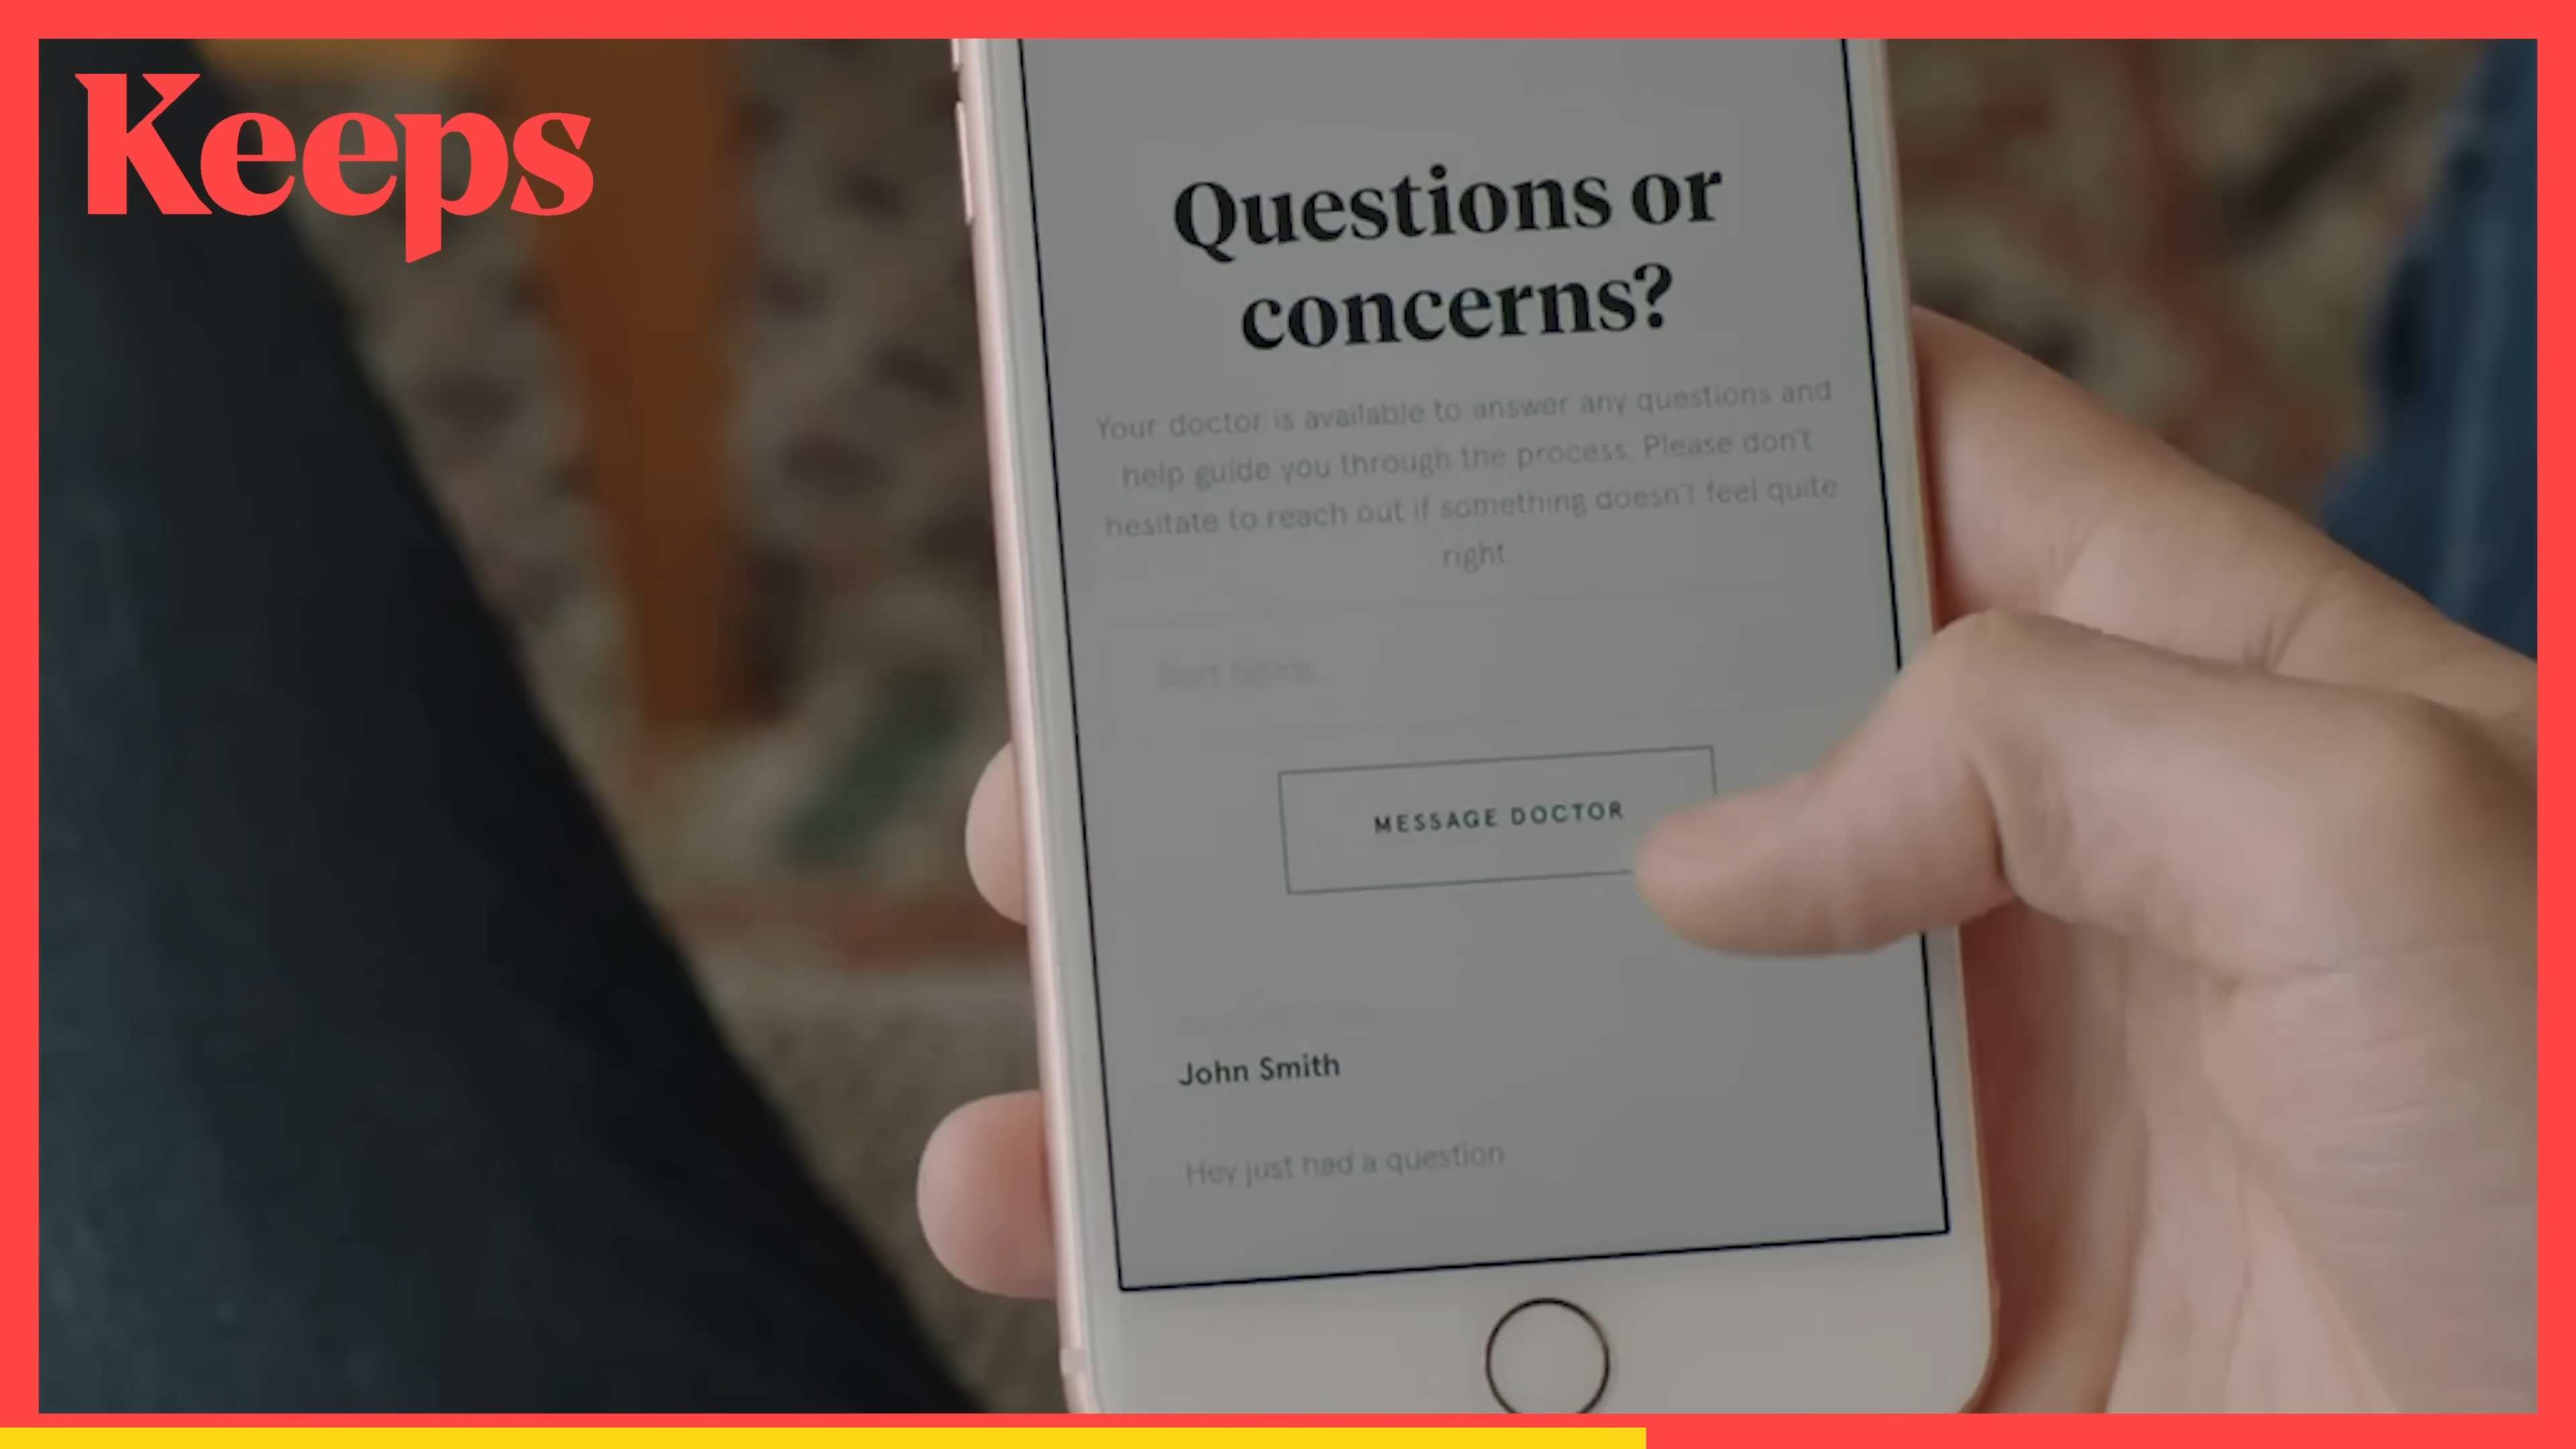 Keeps
Questions or
concerns?
Your doctor is available to answer any questions and
help guide you through the process. Please don't
hesitate to reach out if something doesn't feel quite
right.
Start typing
MESSAGE DOCTOR
John Smith
Hey just had a question